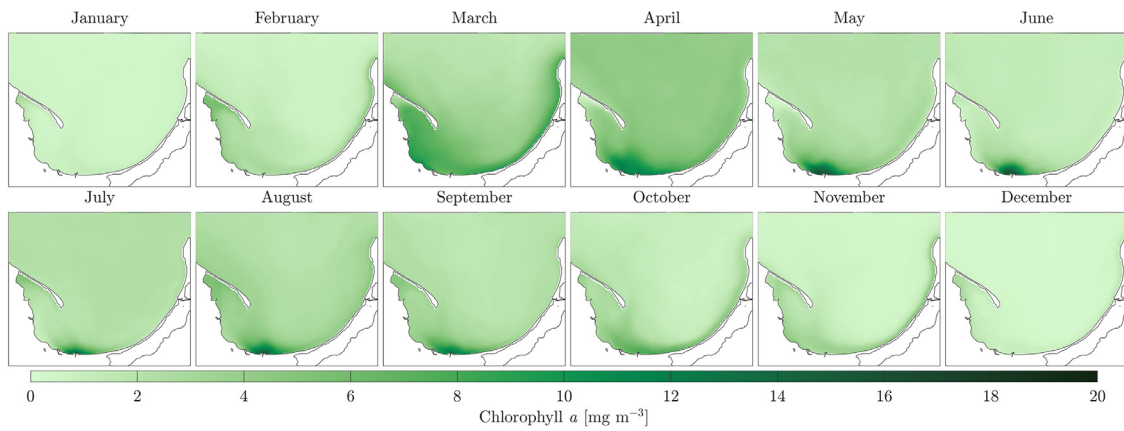 January February March April May June
July August September October November December
0 2 4 6 8 10 12 14 16 18 20
Chlorophyll a [mg m⁻³]